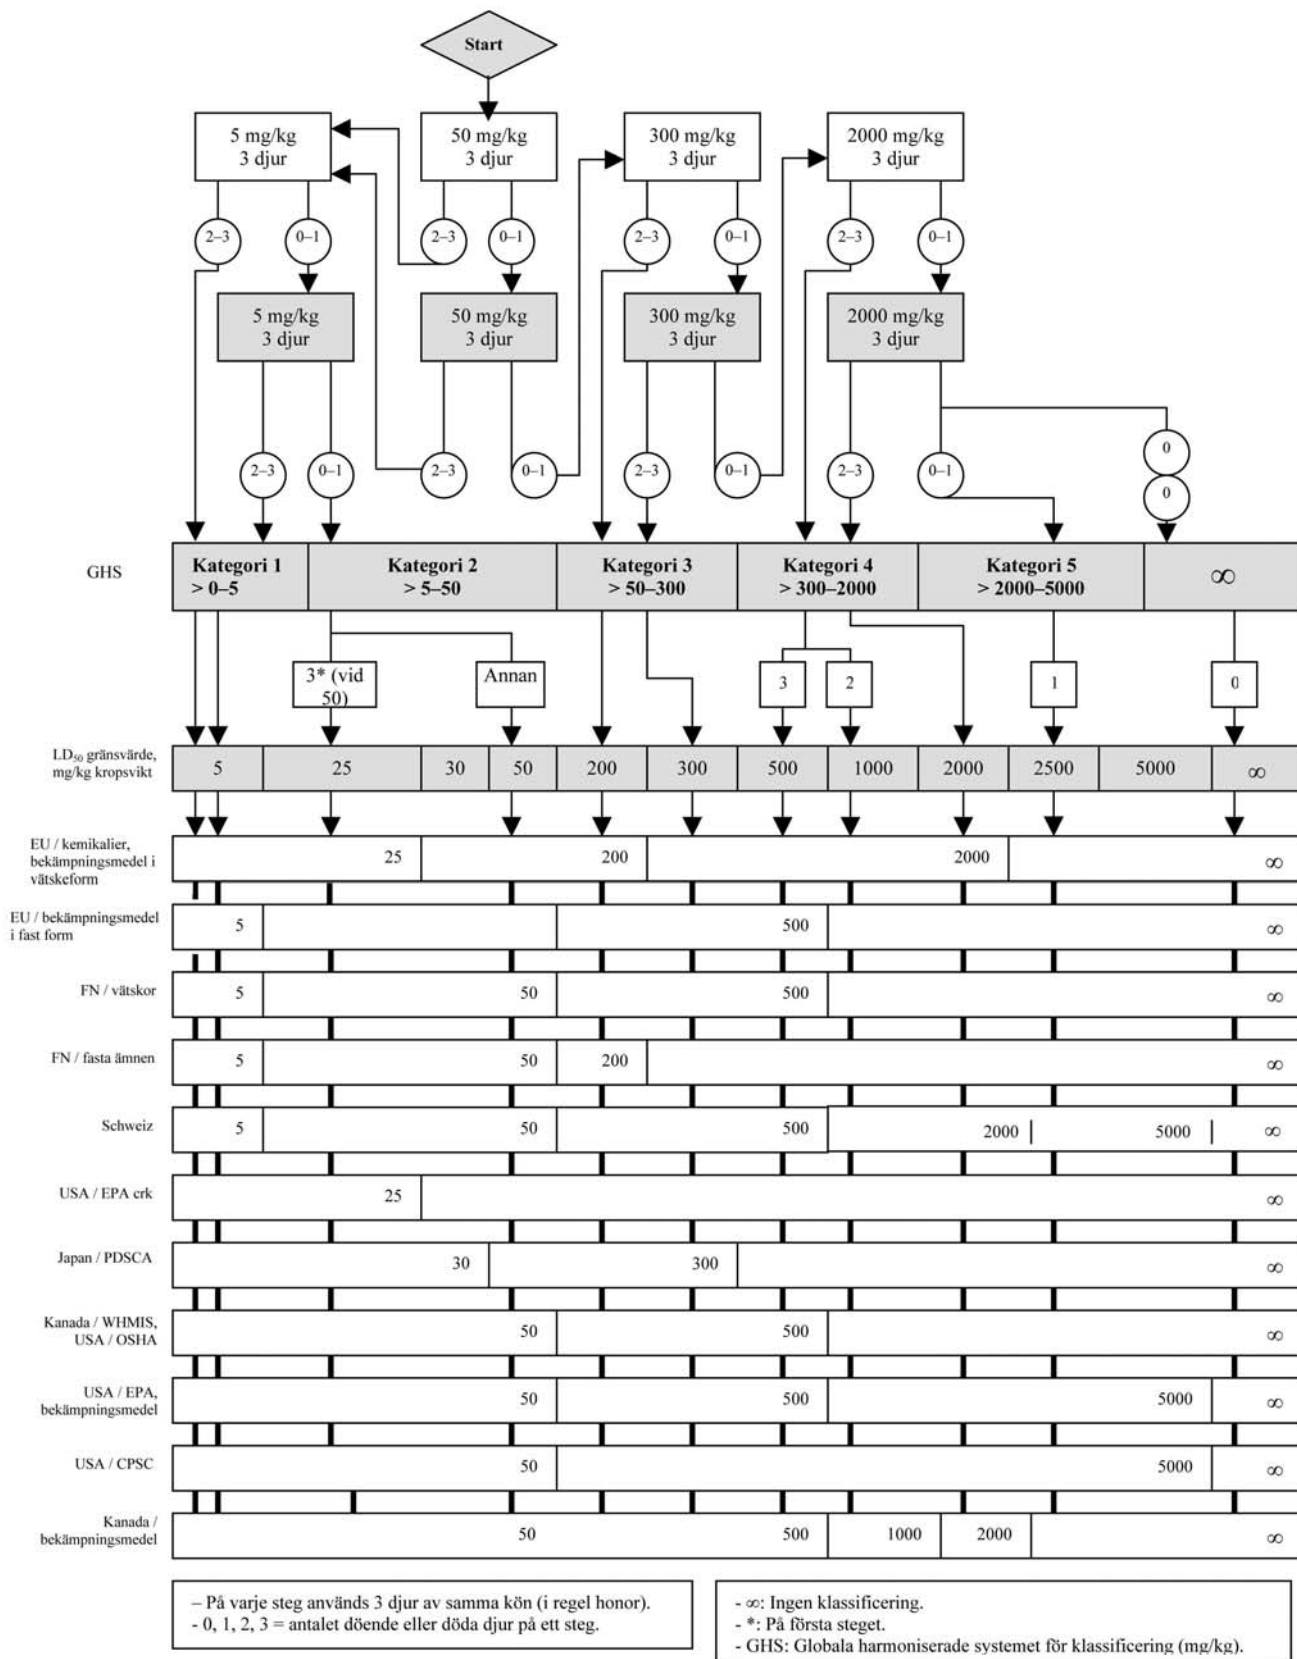 Start
5 mg/kg
3 djur
50 mg/kg
3 djur
300 mg/kg
3 djur
2000 mg/kg
3 djur
2–3
0–1
2–3
0–1
2–3
0–1
2–3
0–1
5 mg/kg
3 djur
50 mg/kg
3 djur
300 mg/kg
3 djur
2000 mg/kg
3 djur
2–3
0–1
2–3
0–1
2–3
0–1
2–3
0–1
0
0
GHS
Kategori 1
> 0–5
Kategori 2
> 5–50
Kategori 3
> 50–300
Kategori 4
> 300–2000
Kategori 5
> 2000–5000
∞
3* (vid
50)
Annan
3
2
1
0
LD₅₀ gränsvärde,
mg/kg kropsvikt
5 25 30 50 200 300 500 1000 2000 2500 5000 ∞
EU / kemikalier,
bekämpningsmedel i
vätskeform
25 200 2000 ∞
EU / bekämpningsmedel
i fast form
5 500 ∞
FN / vätskor
5 50 500 ∞
FN / fasta ämnen
5 50 200 ∞
Schweiz
5 50 500 2000 5000 ∞
USA / EPA crk
25 ∞
Japan / PDSCA
30 300 ∞
Kanada / WHMIS,
USA / OSHA
50 500 ∞
USA / EPA,
bekämpningsmedel
50 500 5000 ∞
USA / CPSC
50 5000 ∞
Kanada /
bekämpningsmedel
50 500 1000 2000 ∞
– På varje steg används 3 djur av samma kön (i regel honor).
- 0, 1, 2, 3 = antalet döende eller döda djur på ett steg.
- ∞: Ingen klassificering.
- *: På första steget.
- GHS: Globala harmoniserade systemet för klassificering (mg/kg).